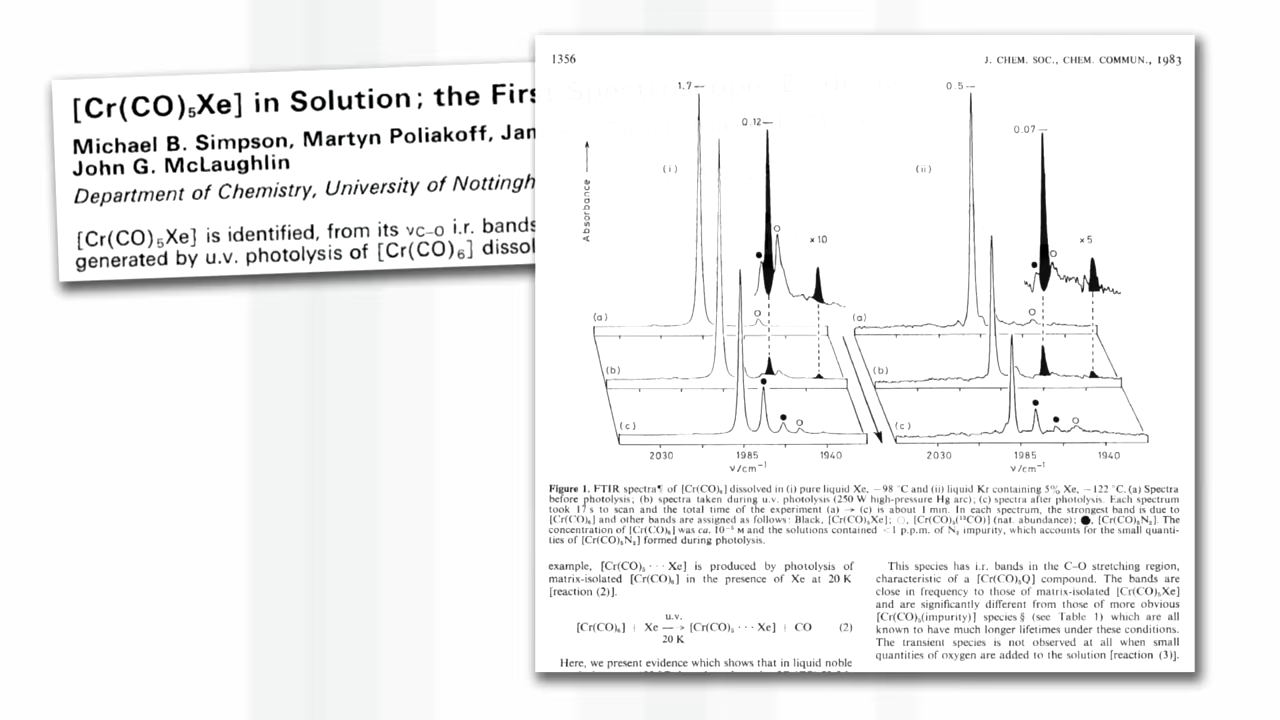 [Cr(CO)₅Xe] in Solution; the Firs
Michael B. Simpson, Martyn Poliakoff, Jan
John G. McLaughlin
Department of Chemistry, University of Nottingh
[Cr(CO)₅Xe] is identified, from its νC–O i.r. bands
generated by u.v. photolysis of [Cr(CO)₆] dissol
1356
J. CHEM. SOC., CHEM. COMMUN., 1983
1.7
0.12
(i)
Absorbance
×10
(a)
(b)
(c)
2030 1985 1940
ν/cm⁻¹
0.5
0.07
(ii)
×5
(a)
(b)
(c)
2030 1985 1940
ν/cm⁻¹
Figure 1. FTIR spectra¶ of [Cr(CO)₆] dissolved in (i) pure liquid Xe, −98 °C and (ii) liquid Kr containing 5% Xe, −122 °C. (a) Spectra
before photolysis; (b) spectra taken during u.v. photolysis (250 W high-pressure Hg arc); (c) spectra after photolysis. Each spectrum
took 17 s to scan and the total time of the experiment (a) → (c) is about 1 min. In each spectrum, the strongest band is due to
[Cr(CO)₆] and other bands are assigned as follows: Black, [Cr(CO)₅Xe]; ○, [Cr(CO)₅(¹³CO)] (nat. abundance); ●, [Cr(CO)₅N₂]. The
concentration of [Cr(CO)₆] was ca. 10⁻⁵ M and the solutions contained <1 p.p.m. of N₂ impurity, which accounts for the small quanti-
ties of [Cr(CO)₅N₂] formed during photolysis.
example, [Cr(CO)₅ ··· Xe] is produced by photolysis of
matrix-isolated [Cr(CO)₆] in the presence of Xe at 20 K
[reaction (2)].
u.v.
[Cr(CO)₆] + Xe ⟶ [Cr(CO)₅ ··· Xe] + CO (2)
20 K
Here, we present evidence which shows that in liquid noble
This species has i.r. bands in the C–O stretching region,
characteristic of a [Cr(CO)₅Q] compound. The bands are
close in frequency to those of matrix-isolated [Cr(CO)₅Xe]
and are significantly different from those of more obvious
[Cr(CO)₅(impurity)] species§ (see Table 1) which are all
known to have much longer lifetimes under these conditions.
The transient species is not observed at all when small
quantities of oxygen are added to the solution [reaction (3)].